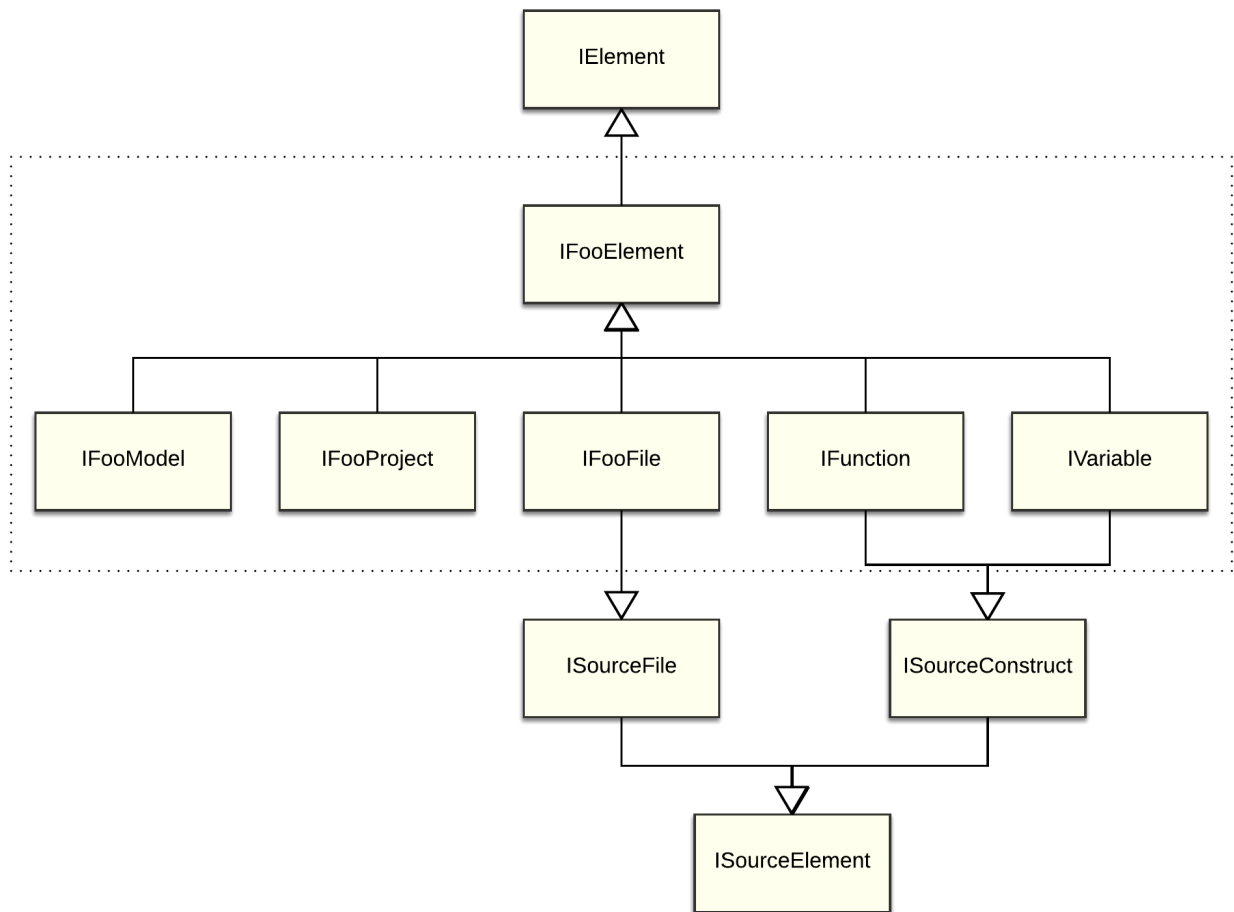 IElement
IFooElement
IFooModel
IFooProject
IFooFile
IFunction
IVariable
ISourceFile
ISourceConstruct
ISourceElement